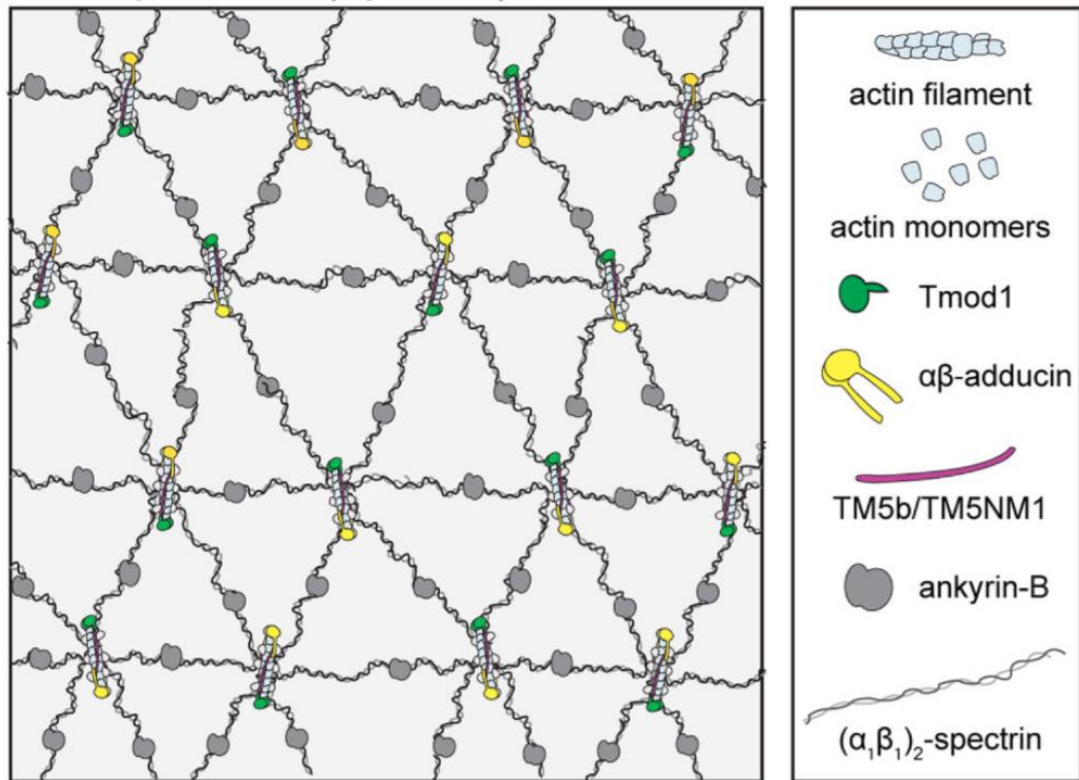 actin filament
actin monomers
Tmod1
αβ-adducin
TM5b/TM5NM1
ankyrin-B
(α₁β₁)₂-spectrin